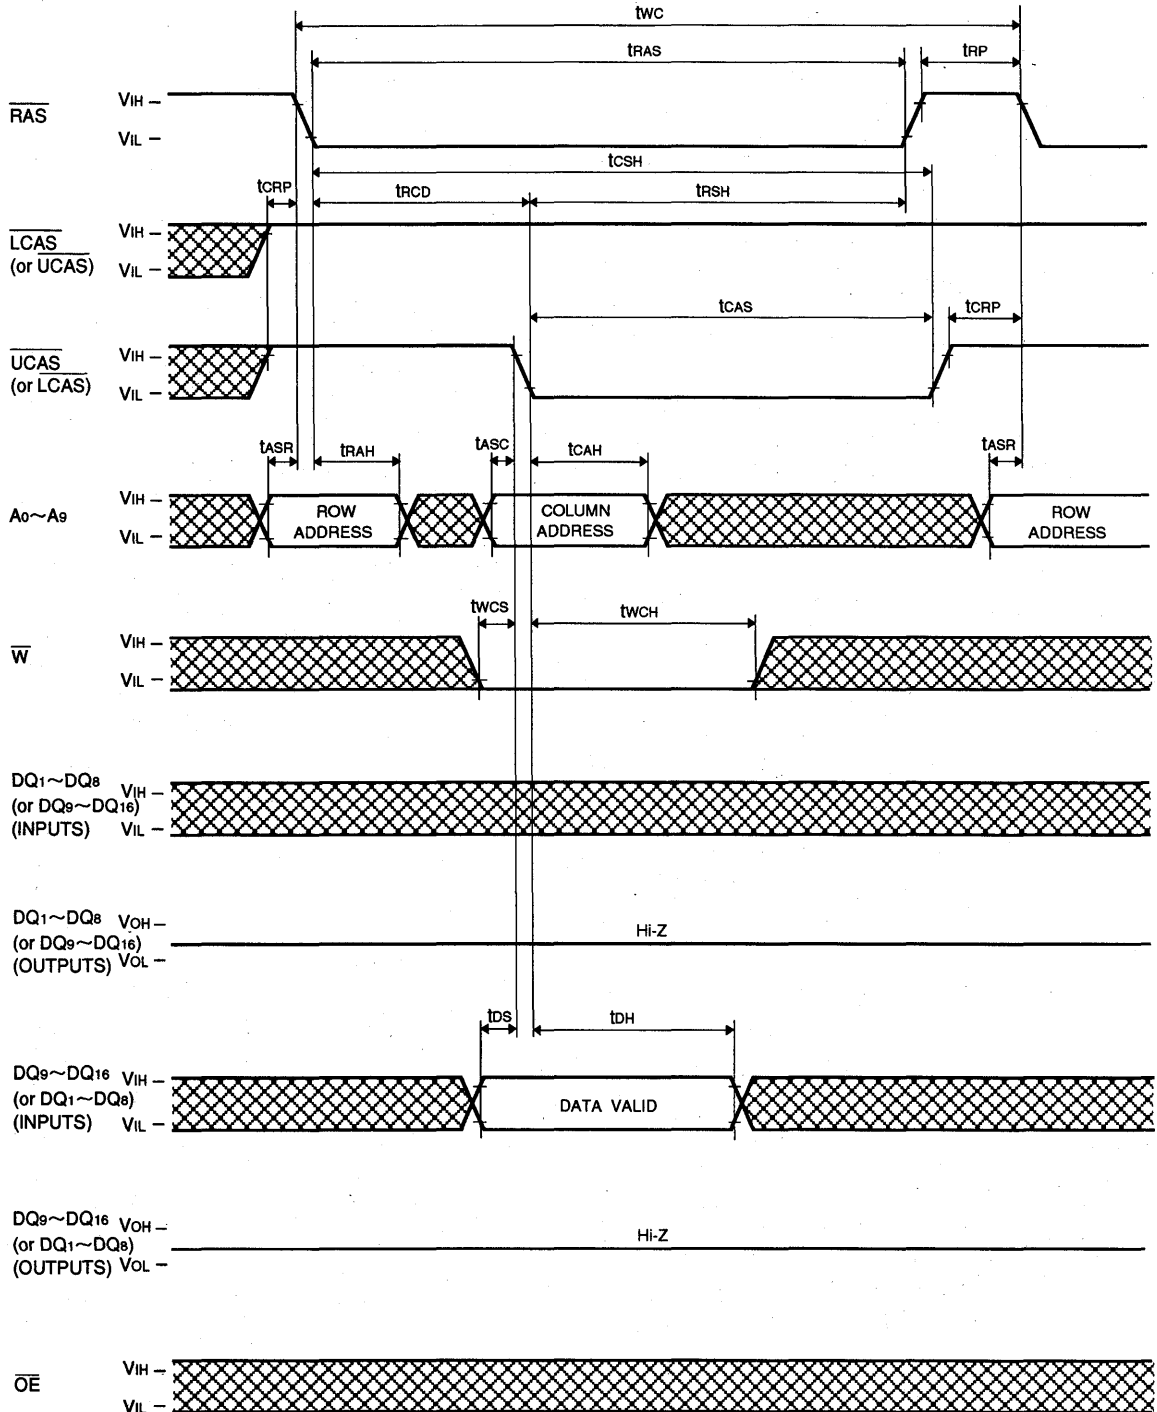 tWC
tRAS
tRP
RAS
VIH
VIL
tCSH
tCRP
tRCD
tRSH
LCAS
(or UCAS)
VIH
VIL
tCAS
tCRP
UCAS
(or LCAS)
VIH
VIL
tASR
tRAH
tASC
tCAH
tASR
A0~A9
VIH
VIL
ROW
ADDRESS
COLUMN
ADDRESS
ROW
ADDRESS
tWCS
tWCH
W
VIH
VIL
DQ1~DQ8
(or DQ9~DQ16)
(INPUTS)
VIH
VIL
DQ1~DQ8
(or DQ9~DQ16)
(OUTPUTS)
VOH
VOL
Hi-Z
tDS
tDH
DQ9~DQ16
(or DQ1~DQ8)
(INPUTS)
VIH
VIL
DATA VALID
DQ9~DQ16
(or DQ1~DQ8)
(OUTPUTS)
VOH
VOL
Hi-Z
OE
VIH
VIL